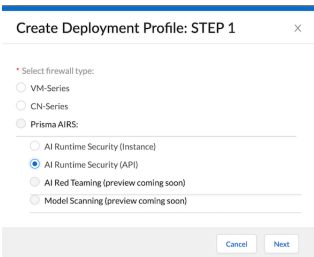 Create Deployment Profile: STEP 1
* Select firewall type:
VM-Series
CN-Series
Prisma AIRS:
AI Runtime Security (Instance)
AI Runtime Security (API)
AI Red Teaming (preview coming soon)
Model Scanning (preview coming soon)
Cancel Next